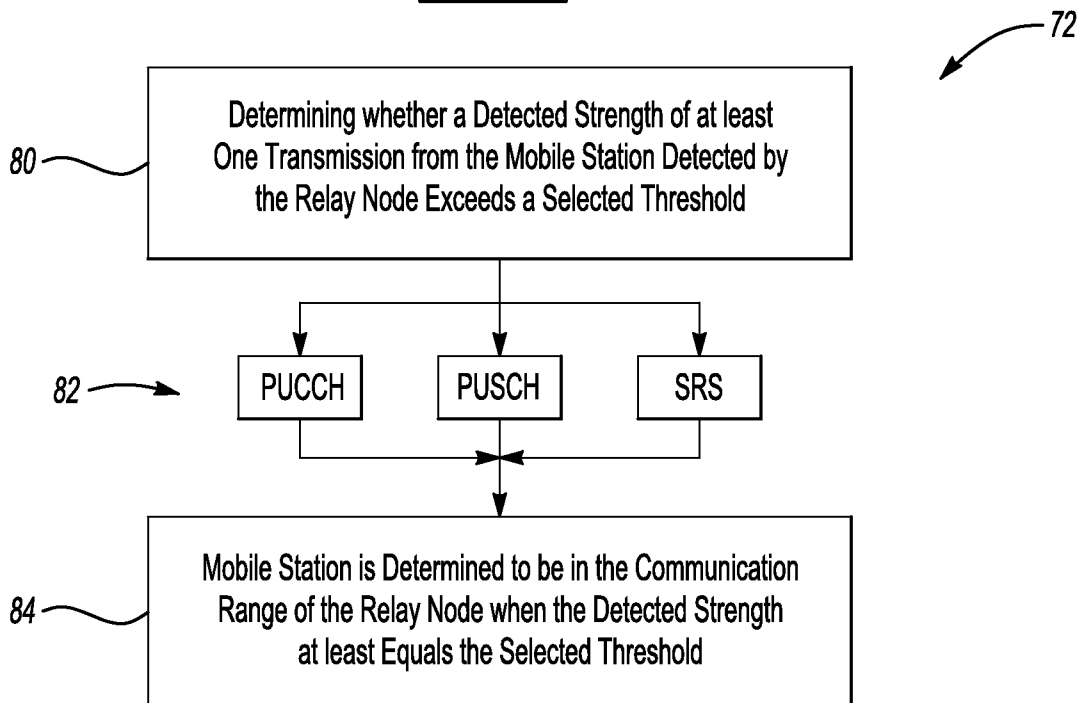 72
Determining whether a Detected Strength of at least
One Transmission from the Mobile Station Detected by
the Relay Node Exceeds a Selected Threshold
80
PUCCH
PUSCH
SRS
82
Mobile Station is Determined to be in the Communication
Range of the Relay Node when the Detected Strength
at least Equals the Selected Threshold
84